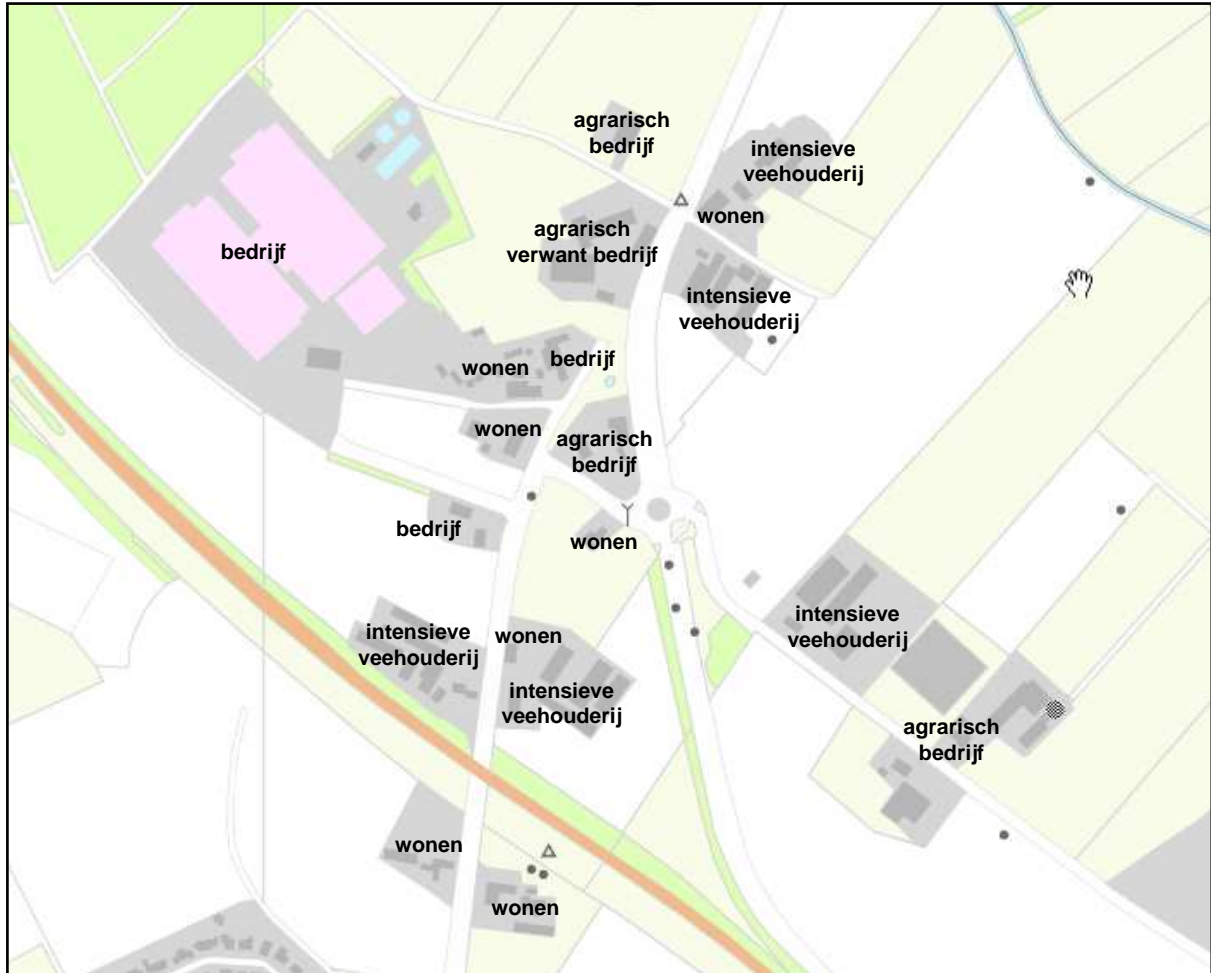 agrarisch
bedrijf
intensieve
veehouderij
wonen
agrarisch
verwant bedrijf
bedrijf
intensieve
veehouderij
bedrijf
wonen
wonen
agrarisch
bedrijf
bedrijf
wonen
intensieve
veehouderij
intensieve
veehouderij
wonen
intensieve
veehouderij
agrarisch
bedrijf
wonen
wonen